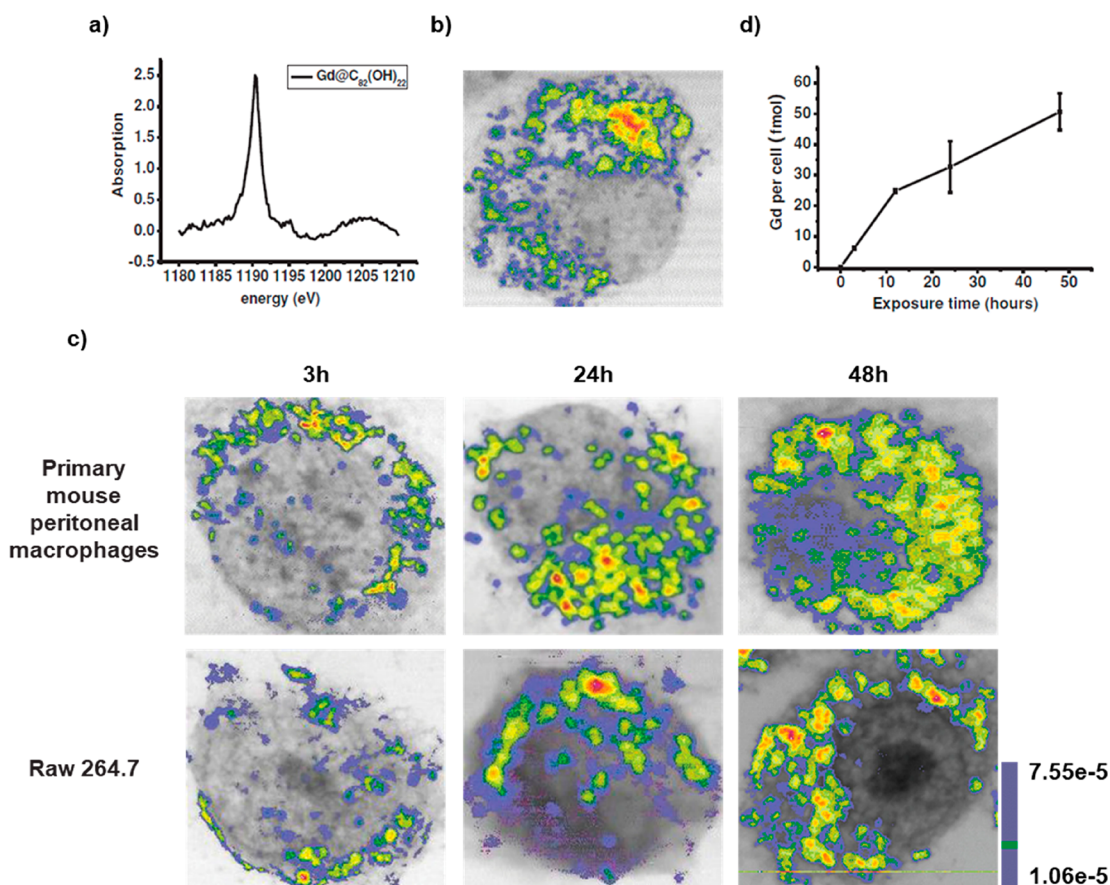 a)
b)
d)
2.5
2.0
1.5
1.0
0.5
0.0
-0.5
Absorption
Gd@C₈₂(OH)₂₂
1180 1185 1190 1195 1200 1205 1210
energy (eV)
60
50
40
30
20
10
0
Gd per cell (fmol)
0 10 20 30 40 50
Exposure time (hours)
c)
3h 24h 48h
Primary
mouse
peritoneal
macrophages
Raw 264.7
7.55e-5
1.06e-5